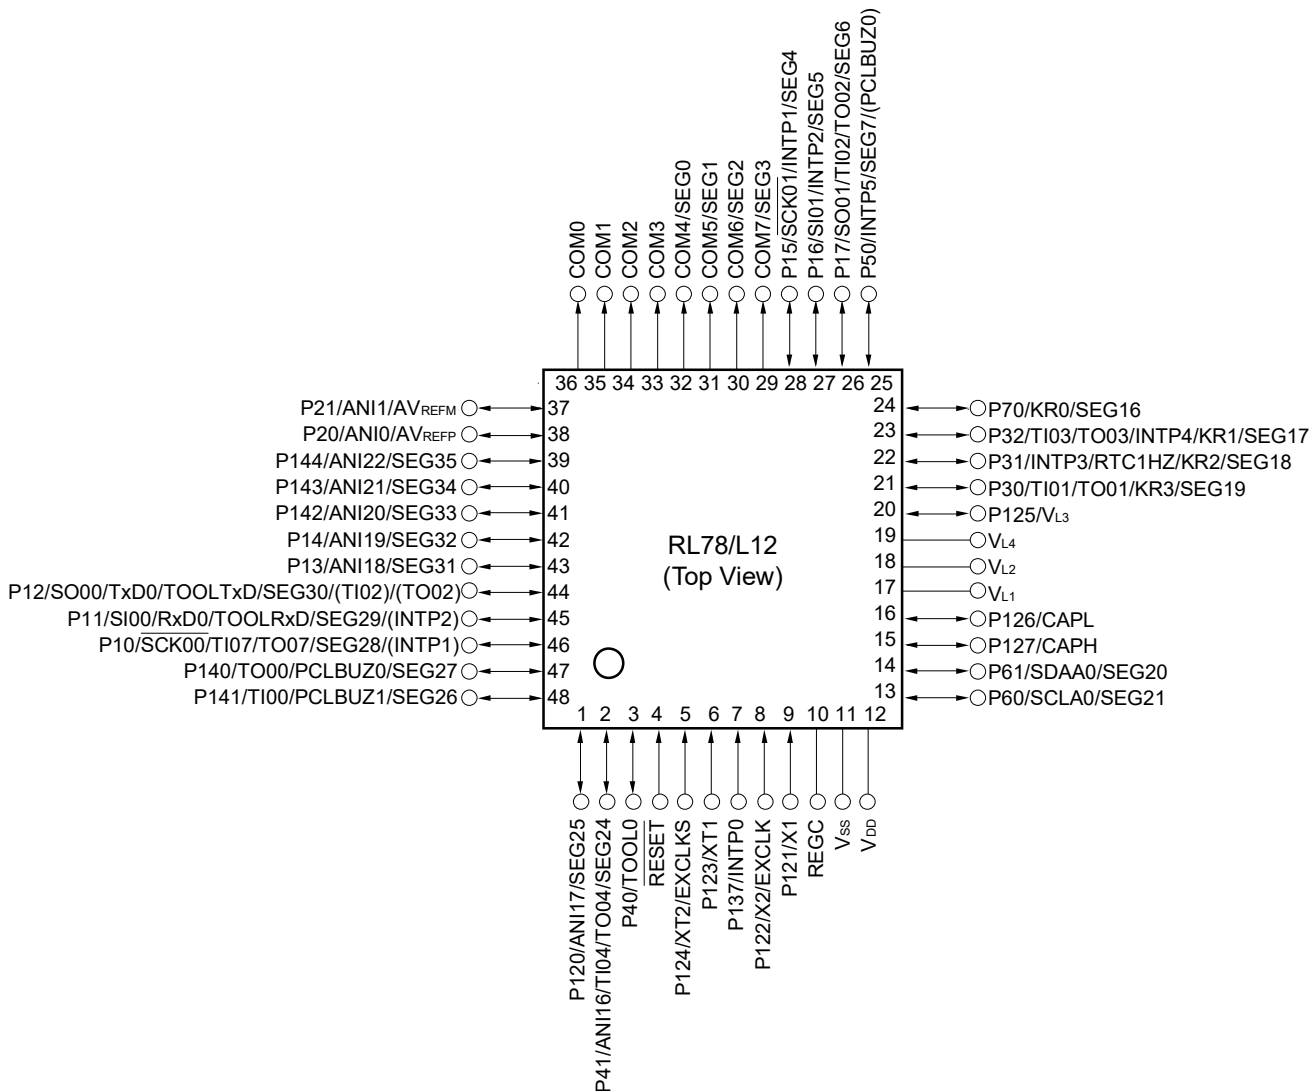 COM0
COM1
COM2
COM3
COM4/SEG0
COM5/SEG1
COM6/SEG2
COM7/SEG3
P15/SCK01/INTP1/SEG4
P16/SI01/INTP2/SEG5
P17/SO01/TI02/TO02/SEG6
P50/INTP5/SEG7/(PCLBUZ0)
36 35 34 33 32 31 30 29 28 27 26 25
P21/ANI1/AVREFM 37
P20/ANI0/AVREFP 38
P144/ANI22/SEG35 39
P143/ANI21/SEG34 40
P142/ANI20/SEG33 41
P14/ANI19/SEG32 42
P13/ANI18/SEG31 43
P12/SO00/TxD0/TOOLTxD/SEG30/(TI02)/(TO02) 44
P11/SI00/RxD0/TOOLRxD/SEG29/(INTP2) 45
P10/SCK00/TI07/TO07/SEG28/(INTP1) 46
P140/TO00/PCLBUZ0/SEG27 47
P141/TI00/PCLBUZ1/SEG26 48
RL78/L12
(Top View)
24 P70/KR0/SEG16
23 P32/TI03/TO03/INTP4/KR1/SEG17
22 P31/INTP3/RTC1HZ/KR2/SEG18
21 P30/TI01/TO01/KR3/SEG19
20 P125/VL3
19 VL4
18 VL2
17 VL1
16 P126/CAPL
15 P127/CAPH
14 P61/SDAA0/SEG20
13 P60/SCLA0/SEG21
1 2 3 4 5 6 7 8 9 10 11 12
P120/ANI17/SEG25
P41/ANI16/TI04/TO04/SEG24
P40/TOOL0
RESET
P124/XT2/EXCLKS
P123/XT1
P137/INTP0
P122/X2/EXCLK
P121/X1
REGC
VSS
VDD